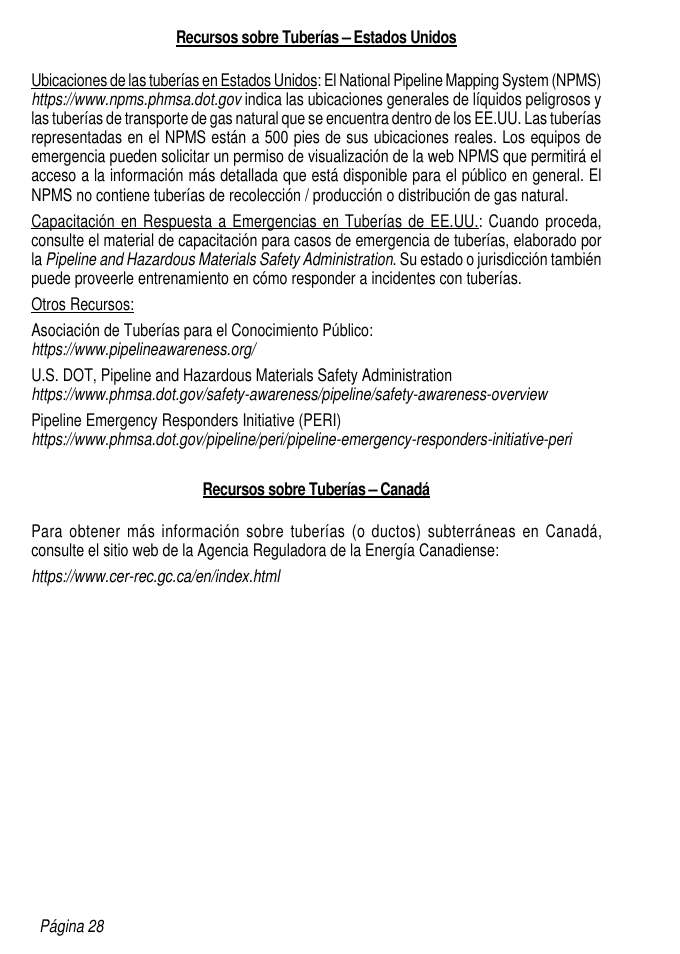 Recursos sobre Tuberías – Estados Unidos
Ubicaciones de las tuberías en Estados Unidos: El National Pipeline Mapping System (NPMS)
https://www.npms.phmsa.dot.gov indica las ubicaciones generales de líquidos peligrosos y
las tuberías de transporte de gas natural que se encuentra dentro de los EE.UU. Las tuberías
representadas en el NPMS están a 500 pies de sus ubicaciones reales. Los equipos de
emergencia pueden solicitar un permiso de visualización de la web NPMS que permitirá el
acceso a la información más detallada que está disponible para el público en general. El
NPMS no contiene tuberías de recolección / producción o distribución de gas natural.
Capacitación en Respuesta a Emergencias en Tuberías de EE.UU.: Cuando proceda,
consulte el material de capacitación para casos de emergencia de tuberías, elaborado por
la Pipeline and Hazardous Materials Safety Administration. Su estado o jurisdicción también
puede proveerle entrenamiento en cómo responder a incidentes con tuberías.
Otros Recursos:
Asociación de Tuberías para el Conocimiento Público:
https://www.pipelineawareness.org/
U.S. DOT, Pipeline and Hazardous Materials Safety Administration
https://www.phmsa.dot.gov/safety-awareness/pipeline/safety-awareness-overview
Pipeline Emergency Responders Initiative (PERI)
https://www.phmsa.dot.gov/pipeline/peri/pipeline-emergency-responders-initiative-peri
Recursos sobre Tuberías – Canadá
Para obtener más información sobre tuberías (o ductos) subterráneas en Canadá,
consulte el sitio web de la Agencia Reguladora de la Energía Canadiense:
https://www.cer-rec.gc.ca/en/index.html
Página 28